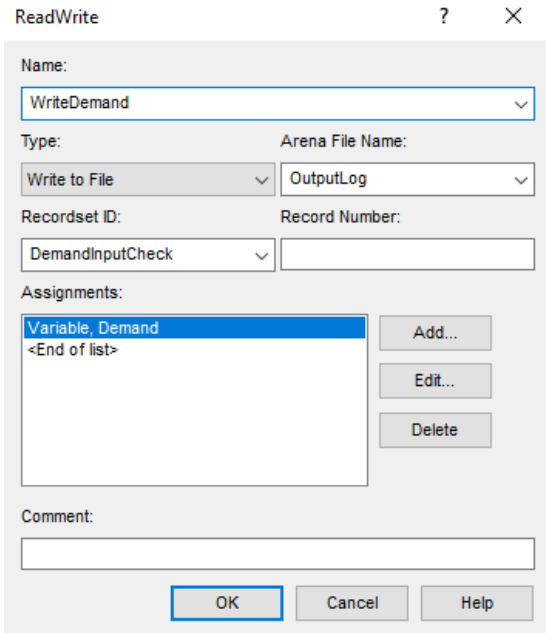 ReadWrite ? X
Name:
WriteDemand
Type: Arena File Name:
Write to File OutputLog
Recordset ID: Record Number:
DemandInputCheck
Assignments:
Variable, Demand
<End of list>
Add...
Edit...
Delete
Comment:
OK Cancel Help